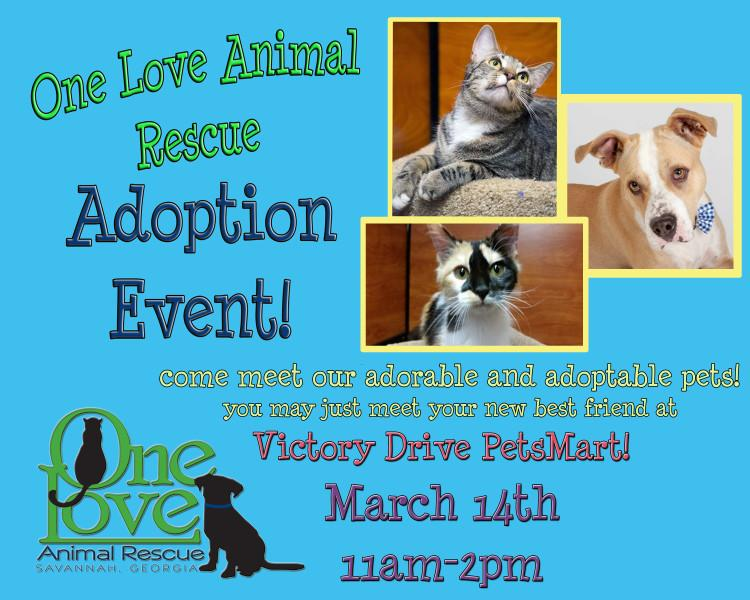 One Love Animal
Rescue
Adoption
Event!
come meet our adorable and adoptable pets!
you may just meet your new best friend at
Victory Drive PetsMart!
March 14th
11am-2pm
One
Love
Animal Rescue
SAVANNAH, GEORGIA